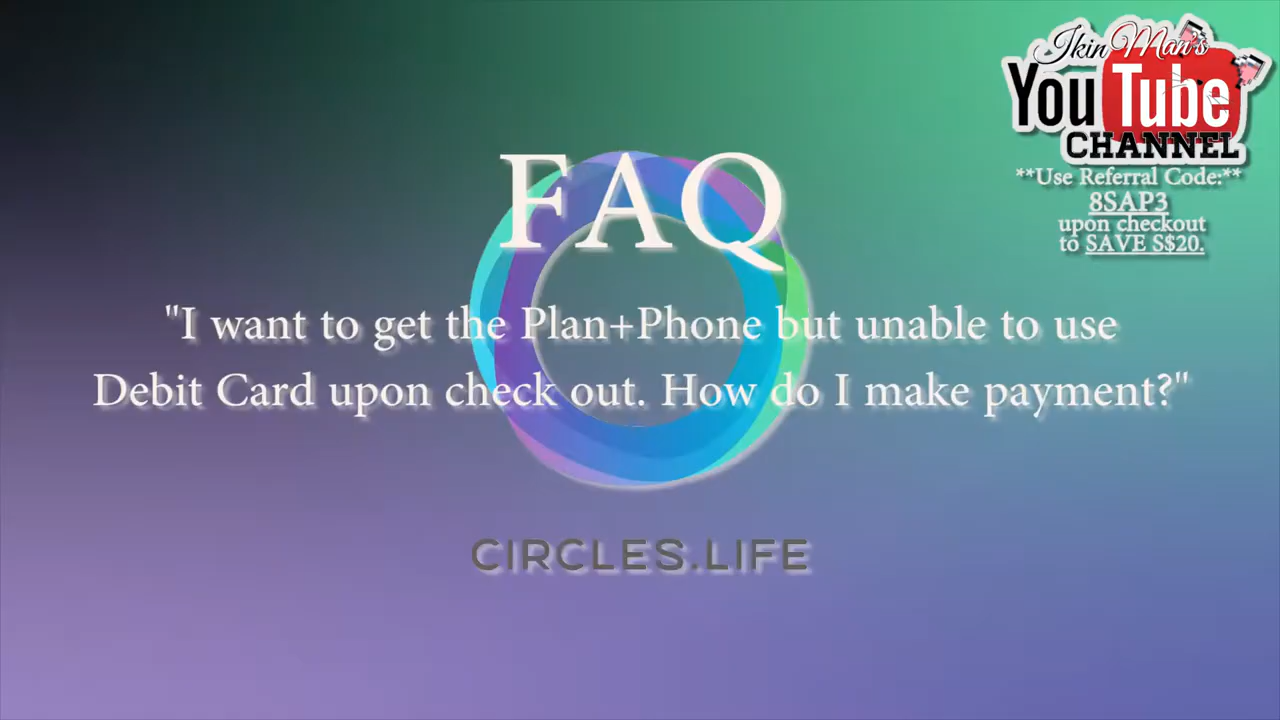 Ikin Man's
YouTube
CHANNEL
**Use Referral Code:**
8SAP3
upon checkout
to SAVE S$20.
FAQ
"I want to get the Plan+Phone but unable to use
Debit Card upon check out. How do I make payment?"
CIRCLES.LIFE